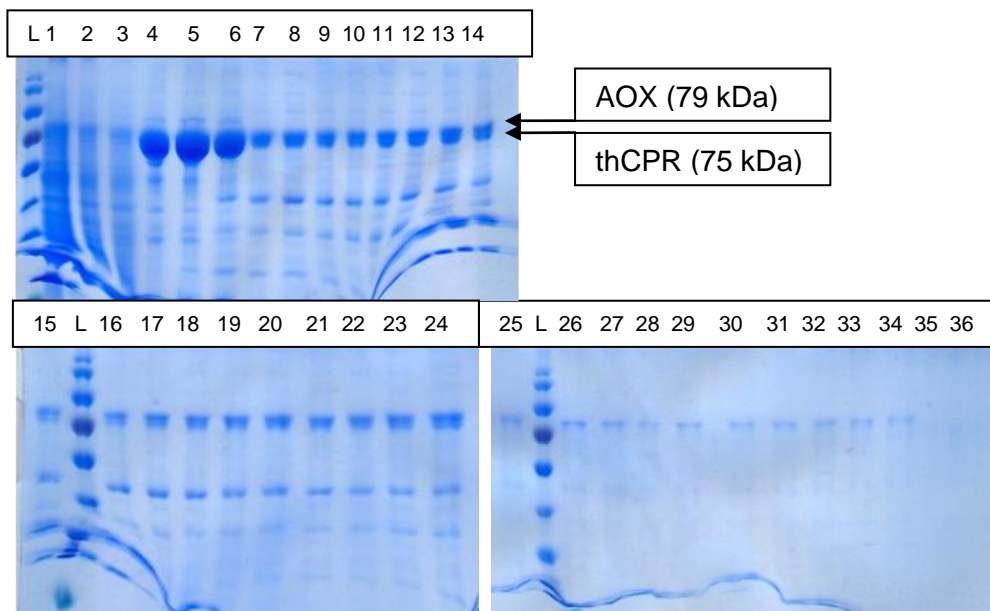 L 1 2 3 4 5 6 7 8 9 10 11 12 13 14
AOX (79 kDa)
thCPR (75 kDa)
15 L 16 17 18 19 20 21 22 23 24
25 L 26 27 28 29 30 31 32 33 34 35 36